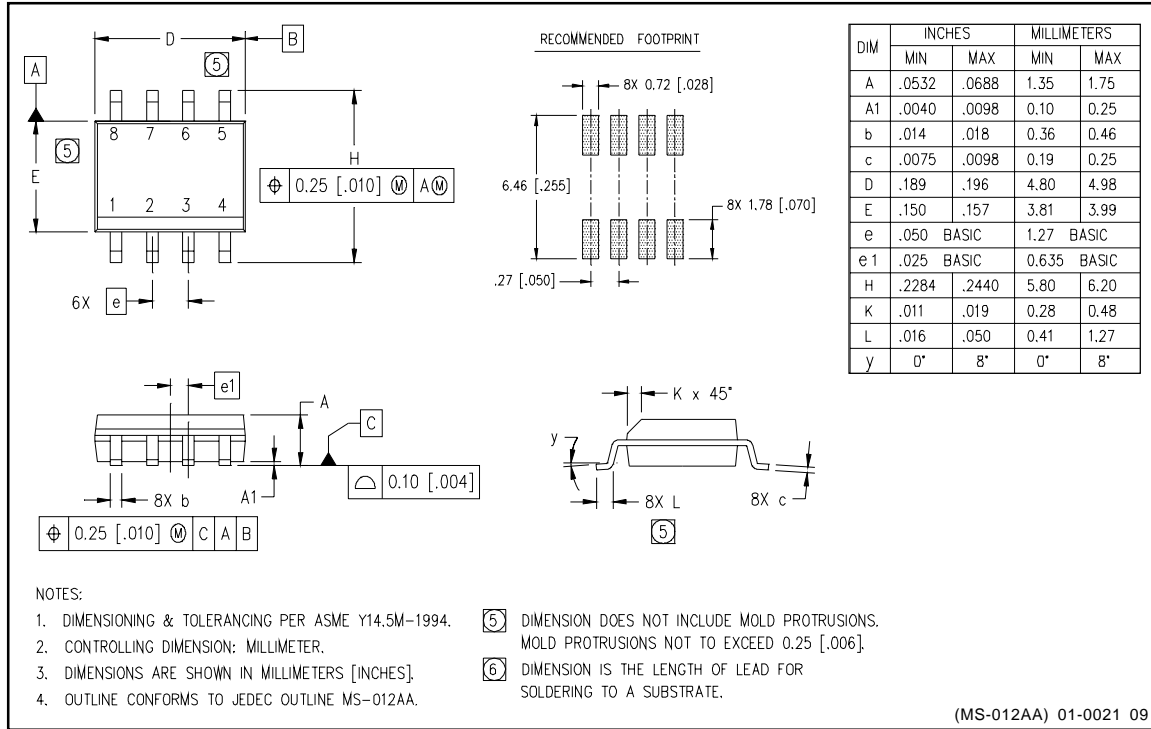 D
B
5
A
8 7 6 5
5
E
H
⌖ 0.25 [.010] Ⓜ AⓂ
1 2 3 4
6X e
RECOMMENDED FOOTPRINT
8X 0.72 [.028]
6.46 [.255]
8X 1.78 [.070]
.27 [.050]
DIM INCHES MILLIMETERS
MIN MAX MIN MAX
A .0532 .0688 1.35 1.75
A1 .0040 .0098 0.10 0.25
b .014 .018 0.36 0.46
c .0075 .0098 0.19 0.25
D .189 .196 4.80 4.98
E .150 .157 3.81 3.99
e .050 BASIC 1.27 BASIC
e1 .025 BASIC 0.635 BASIC
H .2284 .2440 5.80 6.20
K .011 .019 0.28 0.48
L .016 .050 0.41 1.27
y 0° 8° 0° 8°
e1
A
C
⌓ 0.10 [.004]
8X b
A1
⌖ 0.25 [.010] Ⓜ C A B
K x 45°
y
8X L
8X c
5
NOTES:
1. DIMENSIONING & TOLERANCING PER ASME Y14.5M-1994.
2. CONTROLLING DIMENSION: MILLIMETER.
3. DIMENSIONS ARE SHOWN IN MILLIMETERS [INCHES].
4. OUTLINE CONFORMS TO JEDEC OUTLINE MS-012AA.
5 DIMENSION DOES NOT INCLUDE MOLD PROTRUSIONS.
MOLD PROTRUSIONS NOT TO EXCEED 0.25 [.006].
6 DIMENSION IS THE LENGTH OF LEAD FOR
SOLDERING TO A SUBSTRATE.
(MS-012AA) 01-0021 09